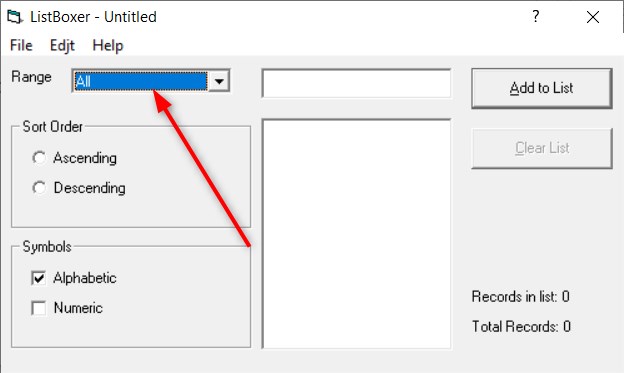 ListBoxer - Untitled
?
File Edjt Help
Range All
Add to List
Sort Order
Ascending
Descending
Clear List
Symbols
Alphabetic
Numeric
Records in list: 0
Total Records: 0